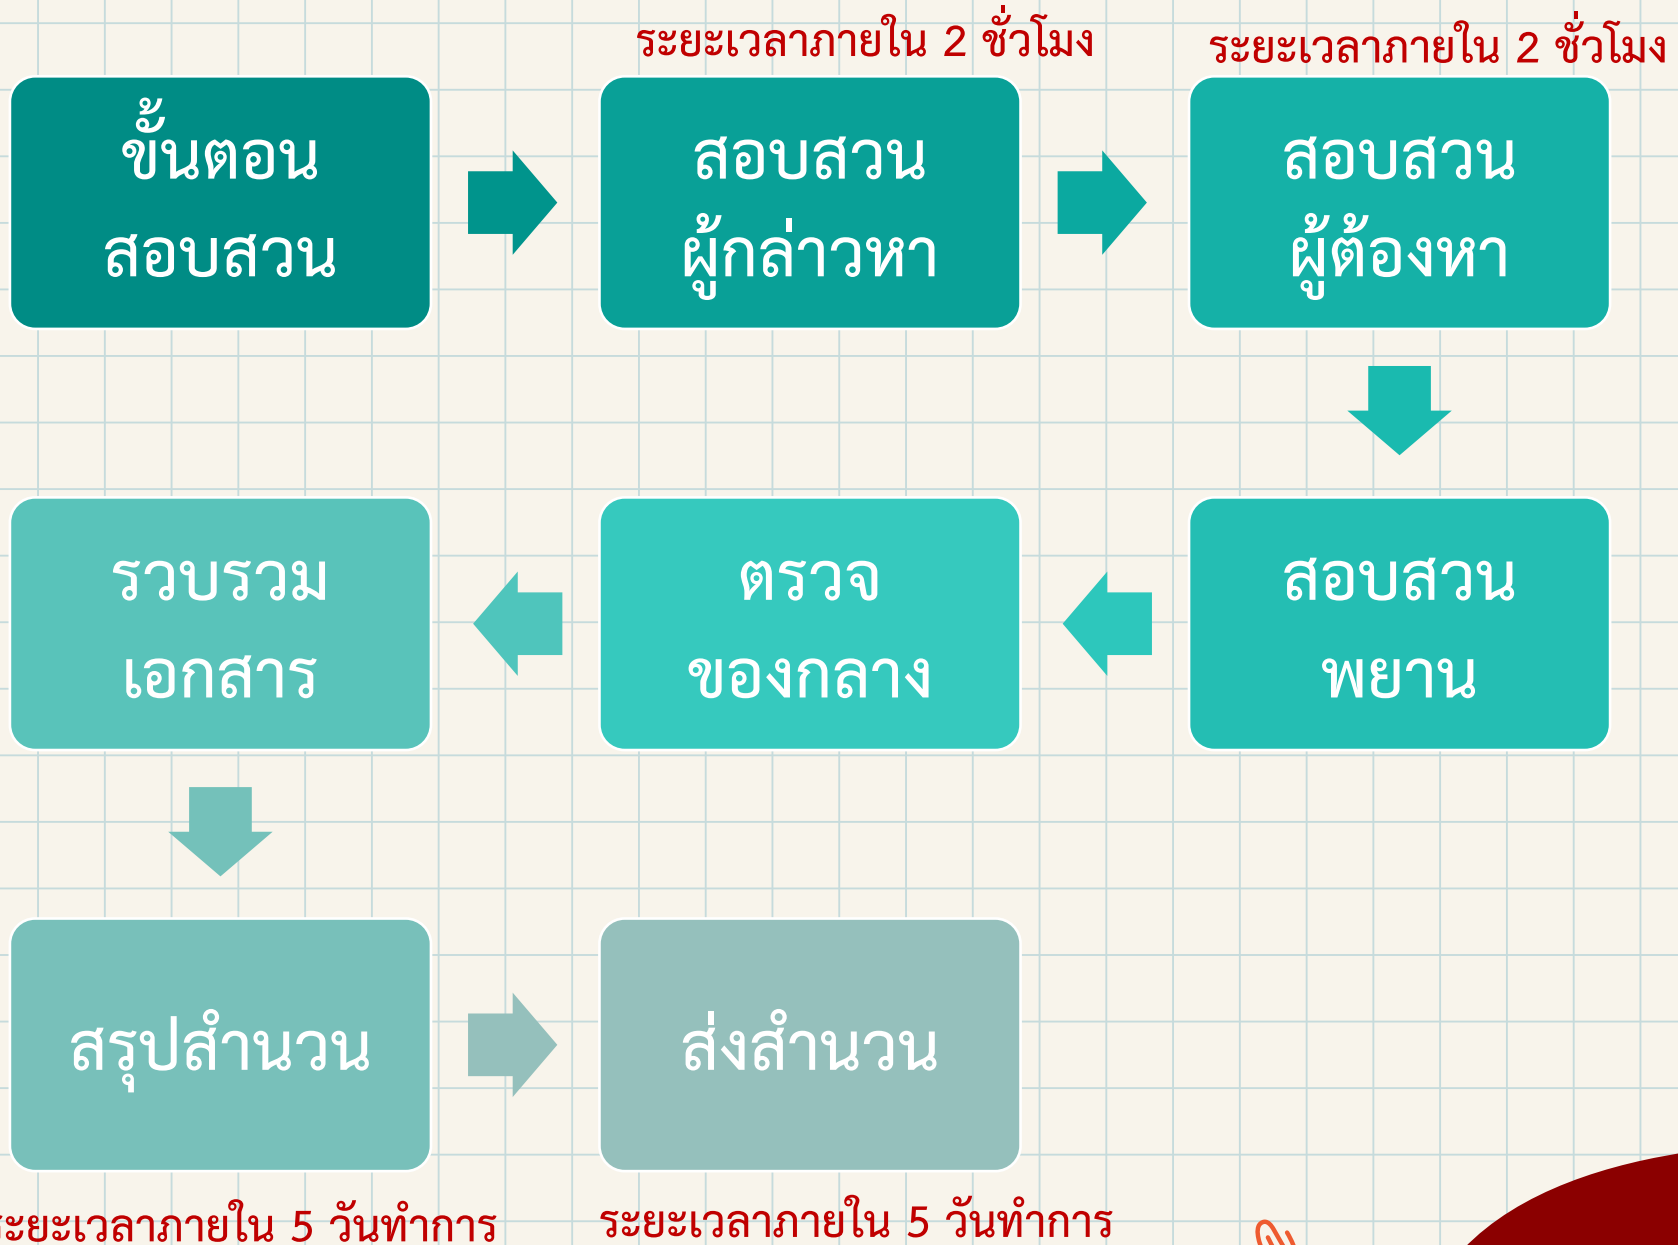 ระยะเวลาภายใน 2 ชั่วโมง
ระยะเวลาภายใน 2 ชั่วโมง
ขั้นตอน
สอบสวน
สอบสวน
ผู้กล่าวหา
สอบสวน
ผู้ต้องหา
สอบสวน
พยาน
ตรวจ
ของกลาง
รวบรวม
เอกสาร
สรุปสำนวน
ส่งสำนวน
ระยะเวลาภายใน 5 วันทำการ
ระยะเวลาภายใน 5 วันทำการ